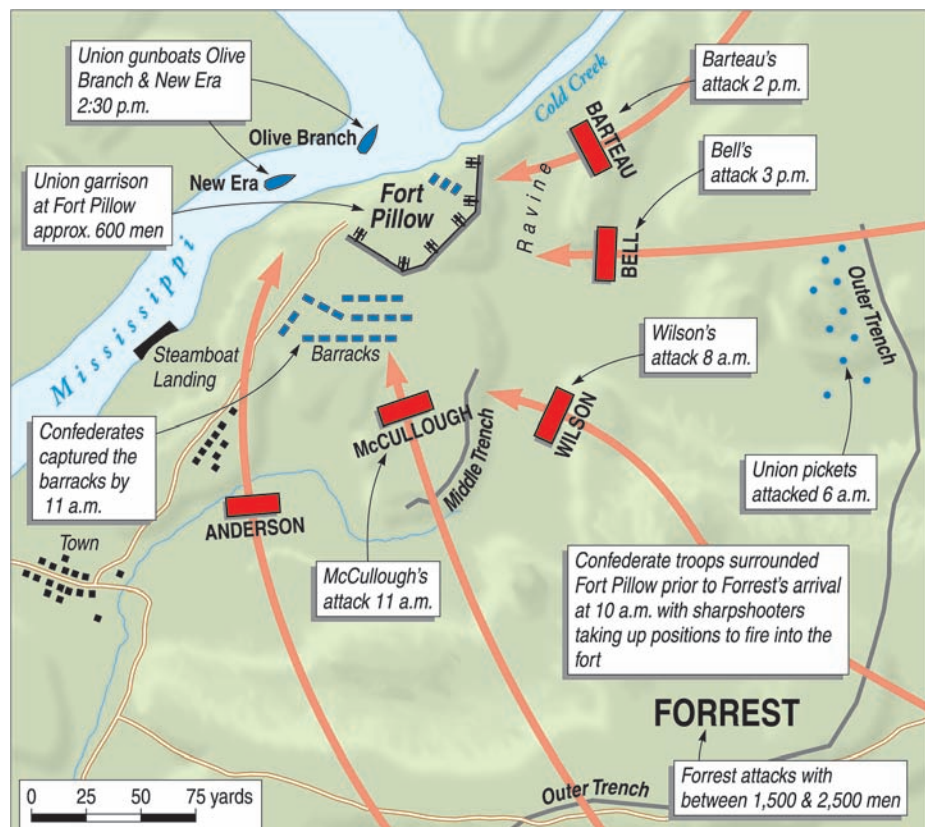 Union gunboats Olive
Branch & New Era
2:30 p.m.
Olive Branch
New Era
Union garrison
at Fort Pillow
approx. 600 men
Fort
Pillow
Cold Creek
Barteau's
attack 2 p.m.
BARTEAU
Ravine
Bell's
attack 3 p.m.
BELL
Outer Trench
Mississippi
Steamboat
Landing
Barracks
Wilson's
attack 8 a.m.
WILSON
McCULLOUGH
Middle Trench
Union pickets
attacked 6 a.m.
Confederates
captured the
barracks by
11 a.m.
ANDERSON
Town
McCullough's
attack 11 a.m.
Confederate troops surrounded
Fort Pillow prior to Forrest's arrival
at 10 a.m. with sharpshooters
taking up positions to fire into the
fort
FORREST
Forrest attacks with
between 1,500 & 2,500 men
Outer Trench
0 25 50 75 yards